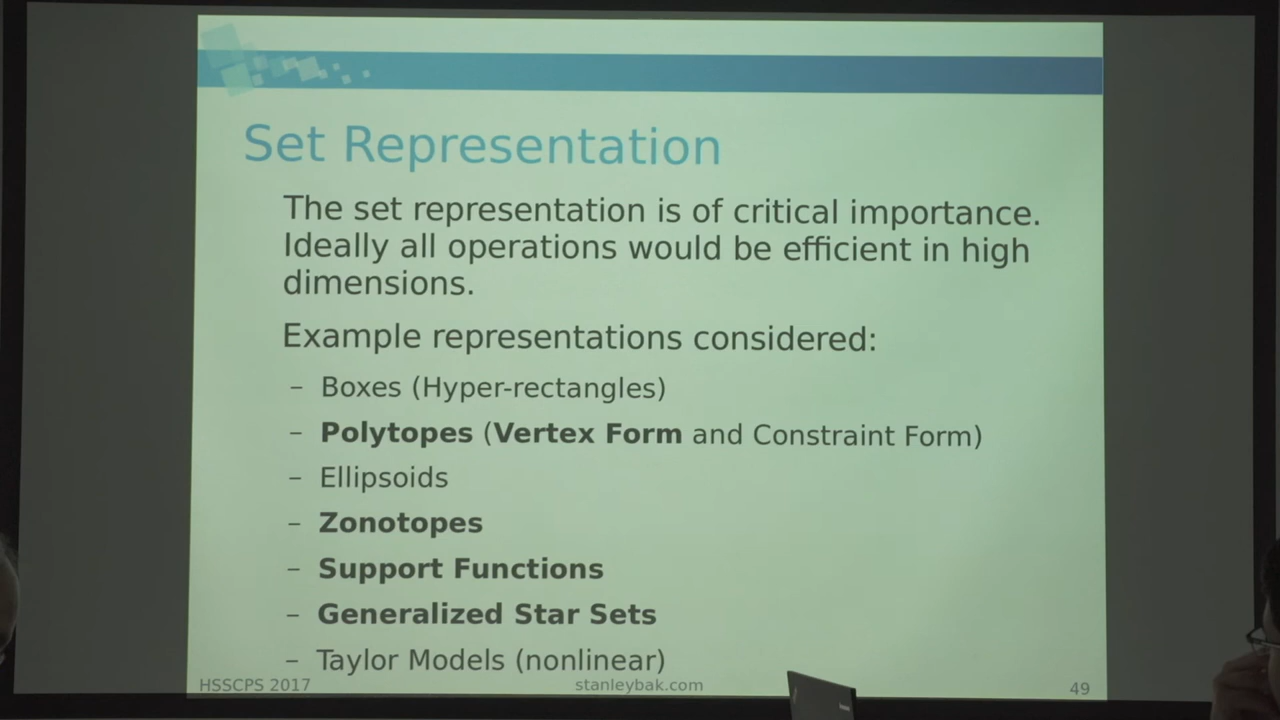 Set Representation
The set representation is of critical importance.
Ideally all operations would be efficient in high
dimensions.
Example representations considered:
– Boxes (Hyper-rectangles)
– Polytopes (Vertex Form and Constraint Form)
– Ellipsoids
– Zonotopes
– Support Functions
– Generalized Star Sets
– Taylor Models (nonlinear)
HSSCPS 2017 stanleybak.com 49